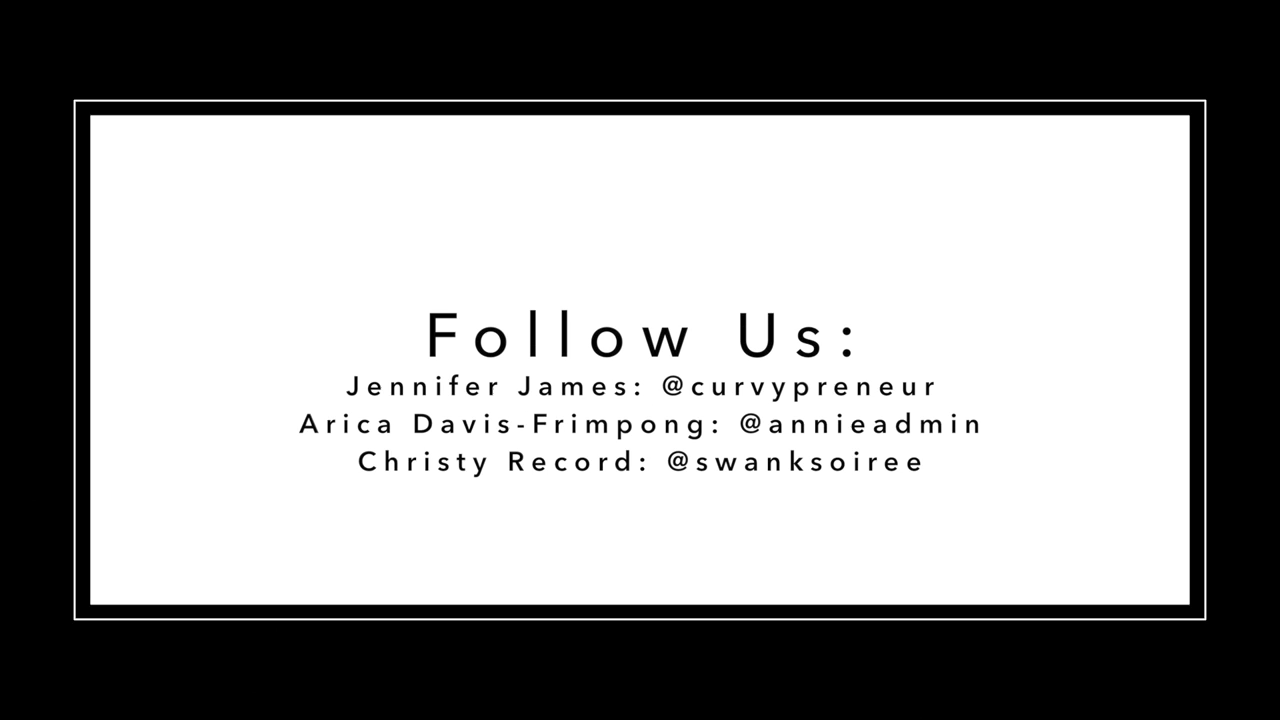 Follow Us:
Jennifer James: @curvypreneur
Arica Davis-Frimpong: @annieadmin
Christy Record: @swanksoiree